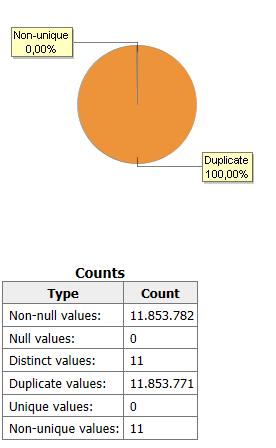 Non-unique
0,00%
Duplicate
100,00%
Counts
Type Count
Non-null values: 11.853.782
Null values: 0
Distinct values: 11
Duplicate values: 11.853.771
Unique values: 0
Non-unique values: 11